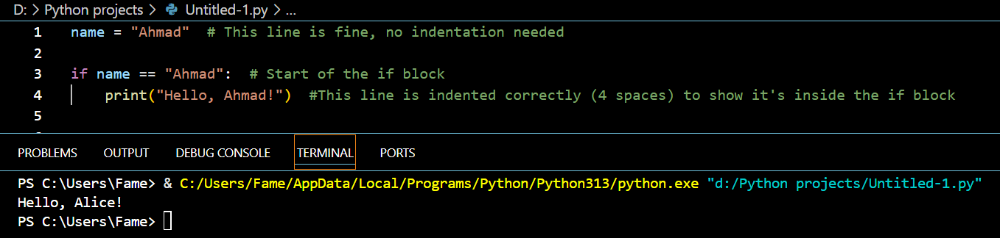 D: > Python projects > Untitled-1.py > ...
1 name = "Ahmad"  # This line is fine, no indentation needed
2
3 if name == "Ahmad":  # Start of the if block
4     print("Hello, Ahmad!")  #This line is indented correctly (4 spaces) to show it's inside the if block
5
PROBLEMS OUTPUT DEBUG CONSOLE TERMINAL PORTS
PS C:\Users\Fame> & C:/Users/Fame/AppData/Local/Programs/Python/Python313/python.exe "d:/Python projects/Untitled-1.py"
Hello, Alice!
PS C:\Users\Fame>